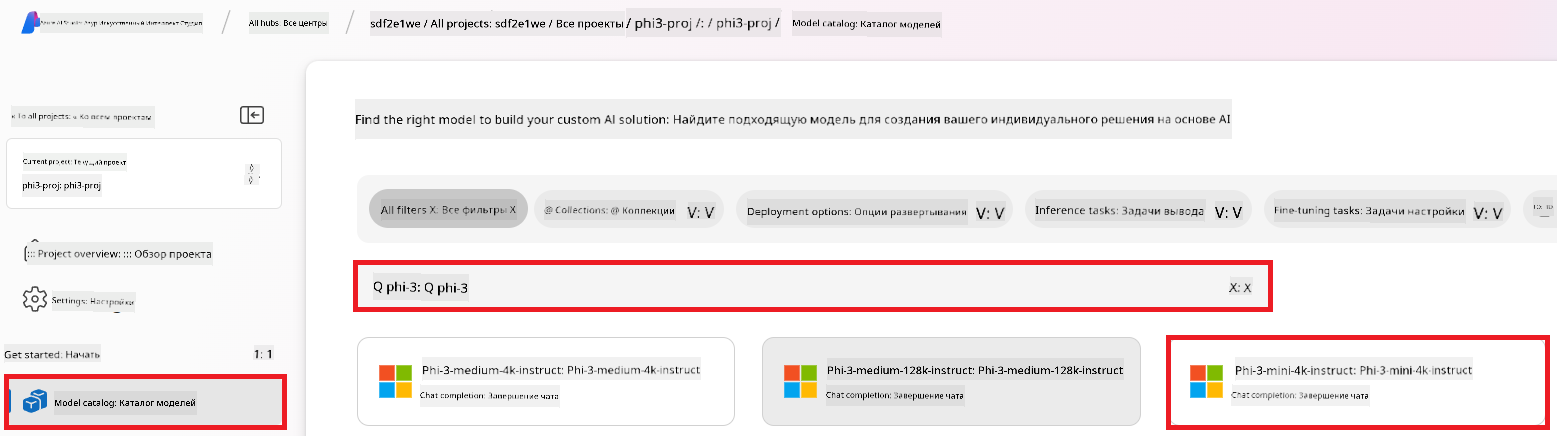 Azure AI Studio: Азур Искусственный Интеллект Студия
All hubs: Все центры
sdf2e1we / All projects: sdf2e1we / Все проекты / phi3-proj /: / phi3-proj /
Model catalog: Каталог моделей
« To all projects: « Ко всем проектам
Current project: Текущий проект
phi3-proj: phi3-proj
::: Project overview: ::: Обзор проекта
Settings: Настройки
Get started: Начать
1: 1
Model catalog: Каталог моделей
Find the right model to build your custom AI solution: Найдите подходящую модель для создания вашего индивидуального решения на основе AI
All filters X: Все фильтры X
@ Collections: @ Коллекции V: V
Deployment options: Опции развертывания V: V
Inference tasks: Задачи вывода V: V
Fine-tuning tasks: Задачи настройки V: V
Q phi-3: Q phi-3
X: X
Phi-3-medium-4k-instruct: Phi-3-medium-4k-instruct
Chat completion: Завершение чата
Phi-3-medium-128k-instruct: Phi-3-medium-128k-instruct
Chat completion: Завершение чата
Phi-3-mini-4k-instruct: Phi-3-mini-4k-instruct
Chat completion: Завершение чата